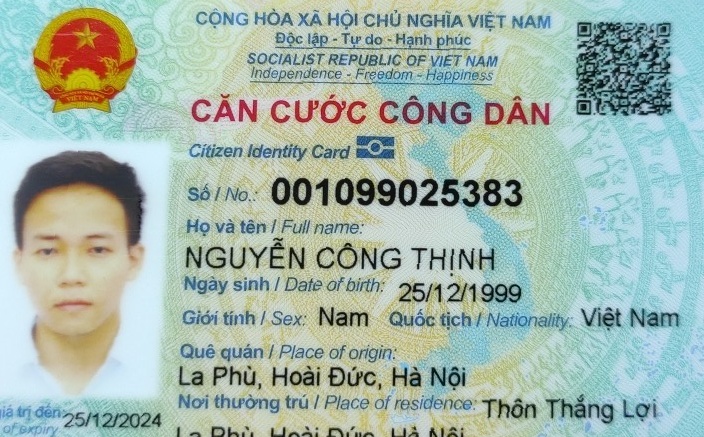 CỘNG HÒA XÃ HỘI CHỦ NGHĨA VIỆT NAM
Độc lập - Tự do - Hạnh phúc
SOCIALIST REPUBLIC OF VIET NAM
Independence - Freedom - Happiness
VIỆT NAM
CĂN CƯỚC CÔNG DÂN
Citizen Identity Card
Số / No.: 001099025383
Họ và tên / Full name:
NGUYỄN CÔNG THỊNH
Ngày sinh / Date of birth: 25/12/1999
Giới tính / Sex: Nam Quốc tịch / Nationality: Việt Nam
Quê quán / Place of origin:
La Phù, Hoài Đức, Hà Nội
Nơi thường trú / Place of residence: Thôn Thắng Lợi
La Phù, Hoài Đức, Hà Nội
giá trị đến: 25/12/2024
of expiry